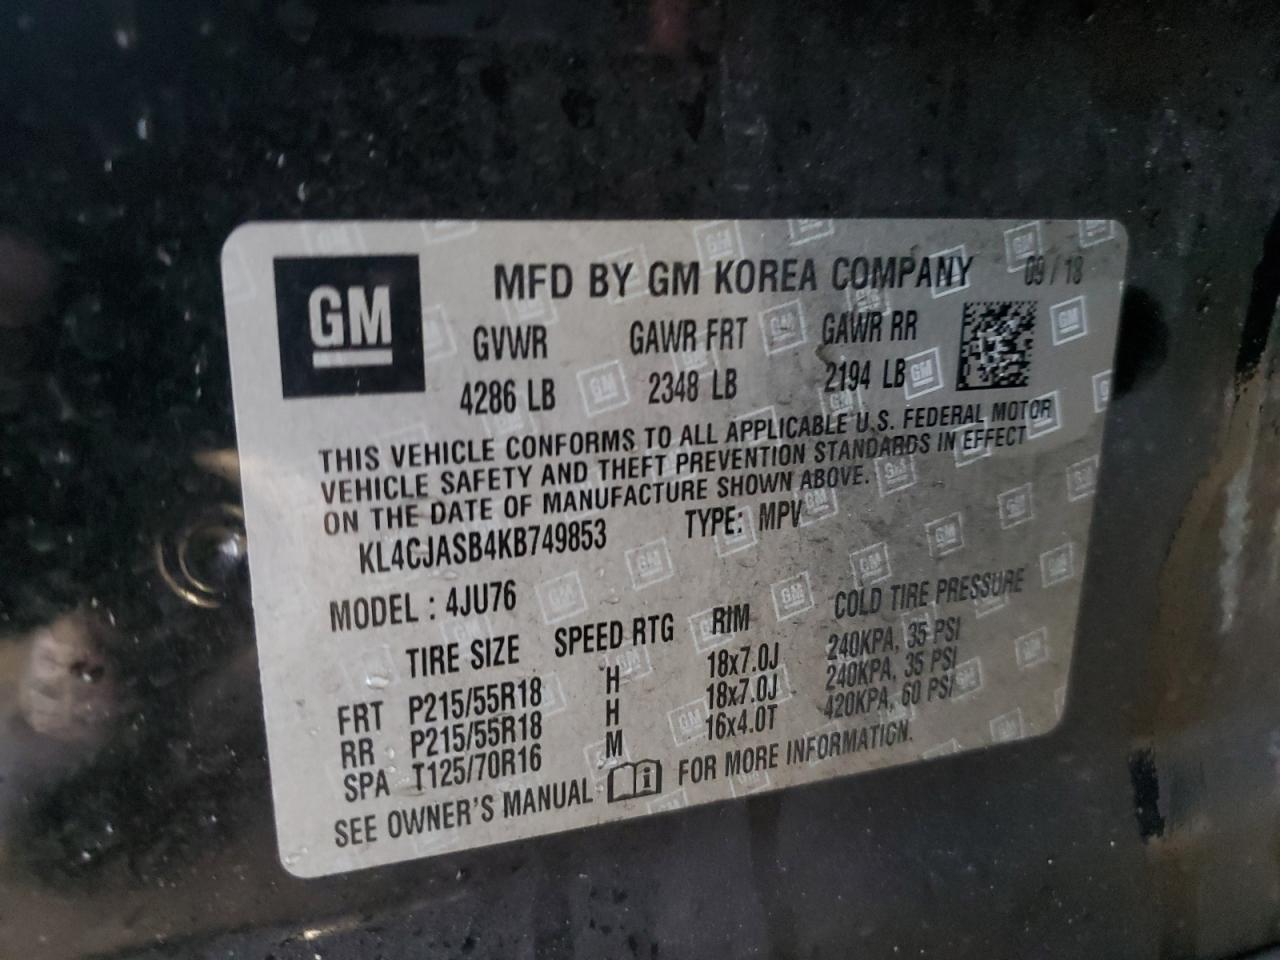 GM
MFD BY GM KOREA COMPANY 09/18
GVWR GAWR FRT GAWR RR
4286 LB 2348 LB 2194 LB
THIS VEHICLE CONFORMS TO ALL APPLICABLE U.S. FEDERAL MOTOR
VEHICLE SAFETY AND THEFT PREVENTION STANDARDS IN EFFECT
ON THE DATE OF MANUFACTURE SHOWN ABOVE.
KL4CJASB4KB749853 TYPE: MPV
MODEL : 4JU76
TIRE SIZE SPEED RTG RIM COLD TIRE PRESSURE
FRT P215/55R18 H 18x7.0J 240KPA, 35 PSI
RR P215/55R18 H 18x7.0J 240KPA, 35 PSI
SPA T125/70R16 M 16x4.0T 420KPA, 60 PSI
SEE OWNER'S MANUAL FOR MORE INFORMATION.